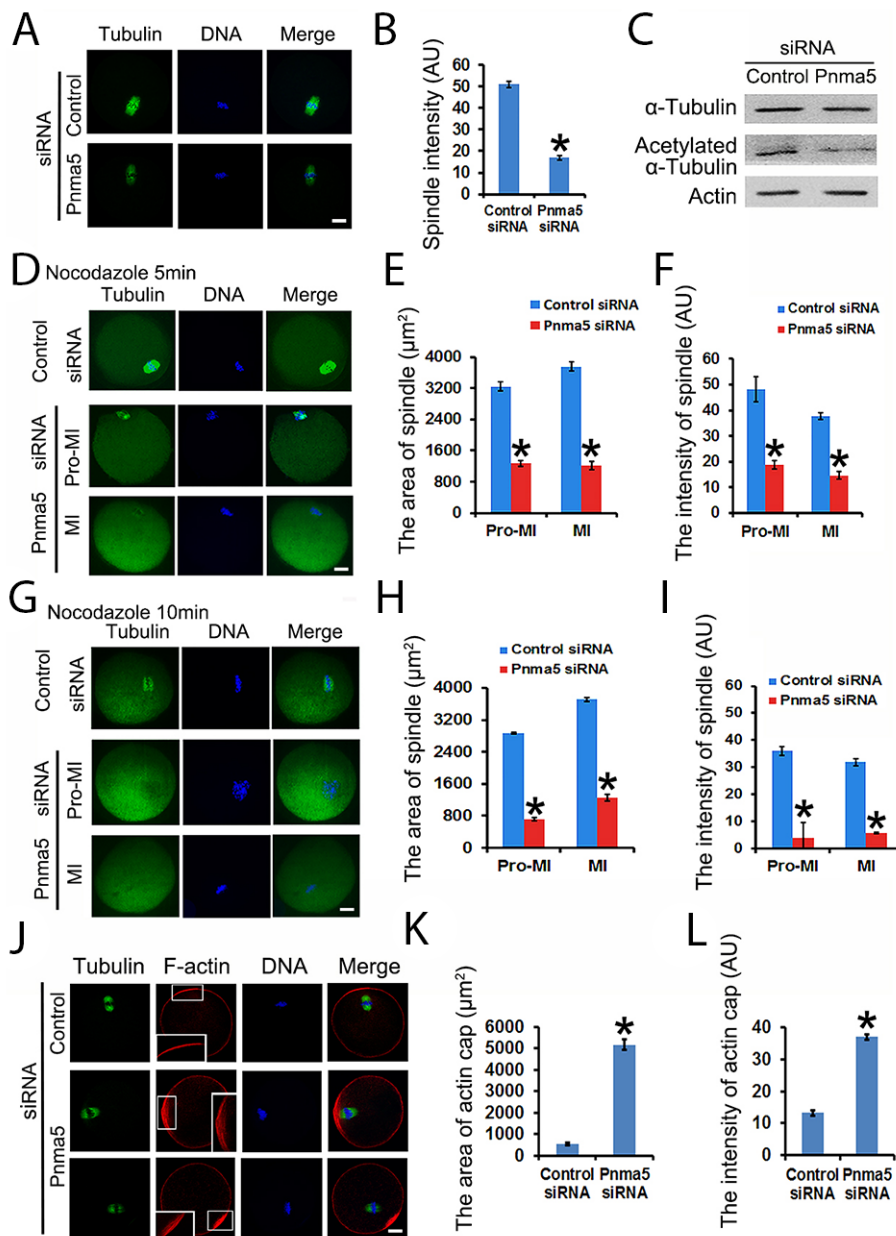 A
Tubulin DNA Merge
siRNA
Control
Pnma5
B
Spindle intensity (AU)
60
50
40
30
20
10
0
*
Control siRNA
Pnma5 siRNA
C
siRNA
Control Pnma5
α-Tubulin
Acetylated
α-Tubulin
Actin
D
Nocodazole 5min
Tubulin DNA Merge
Control
siRNA
Pnma5
siRNA
Pro-MI
MI
E
Control siRNA
Pnma5 siRNA
The area of spindle (µm²)
4000
3200
2400
1600
800
0
* *
Pro-MI MI
F
Control siRNA
Pnma5 siRNA
The intensity of spindle (AU)
60
50
40
30
20
10
0
* *
Pro-MI MI
G
Nocodazole 10min
Tubulin DNA Merge
Control
siRNA
Pnma5
siRNA
Pro-MI
MI
H
Control siRNA
Pnma5 siRNA
The area of spindle (µm²)
4000
3200
2400
1600
800
0
* *
Pro-MI MI
I
Control siRNA
Pnma5 siRNA
The intensity of spindle (AU)
60
50
40
30
20
10
0
* *
Pro-MI MI
J
Tubulin F-actin DNA Merge
siRNA
Control
Pnma5
K
The area of actin cap (µm²)
6000
5000
4000
3000
2000
1000
0
*
Control siRNA
Pnma5 siRNA
L
The intensity of actin cap (AU)
40
30
20
10
0
*
Control siRNA
Pnma5 siRNA